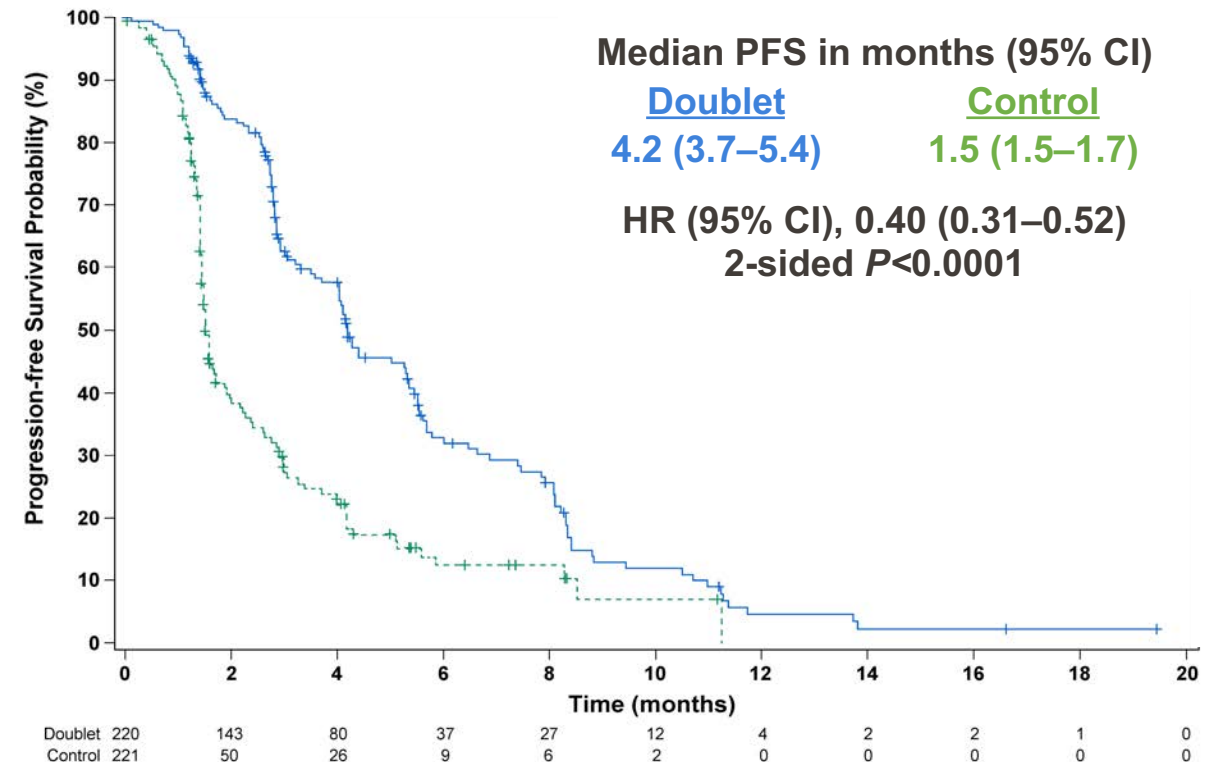 Median PFS in months (95% CI)
Doublet Control
4.2 (3.7–5.4) 1.5 (1.5–1.7)
HR (95% CI), 0.40 (0.31–0.52)
2-sided P<0.0001
Progression-free Survival Probability (%)
100
90
80
70
60
50
40
30
20
10
0
0 2 4 6 8 10 12 14 16 18 20
Time (months)
Doublet 220 143 80 37 27 12 4 2 2 1 0
Control 221 50 26 9 6 2 0 0 0 0 0